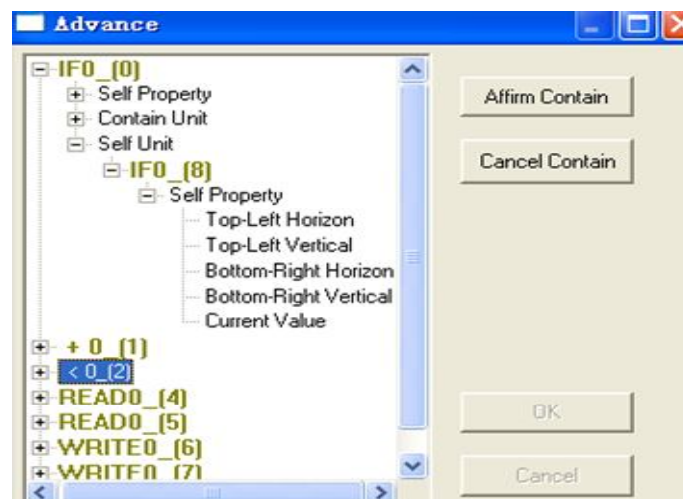 Advance
IF0_(0)
Self Property
Contain Unit
Self Unit
IF0_(8)
Self Property
Top-Left Horizon
Top-Left Vertical
Bottom-Right Horizon
Bottom-Right Vertical
Current Value
+ 0_(1)
< 0_(2)
READ0_(4)
READ0_(5)
WRITE0_(6)
WRITE0_(7)
Affirm Contain
Cancel Contain
OK
Cancel